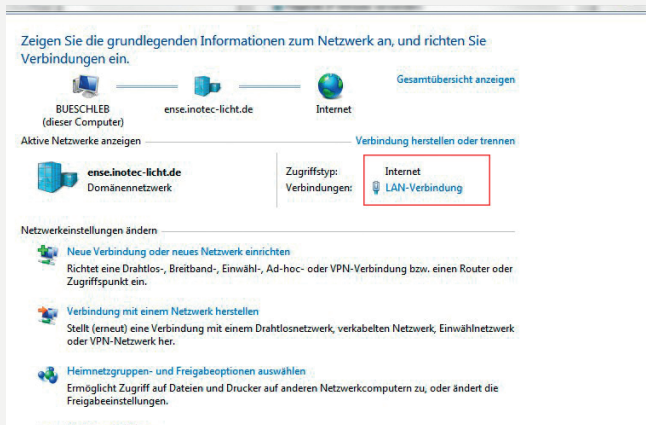 Zeigen Sie die grundlegenden Informationen zum Netzwerk an, und richten Sie
Verbindungen ein.
Gesamtübersicht anzeigen
BUESCHLEB
(dieser Computer)
ense.inotec-licht.de
Internet
Aktive Netzwerke anzeigen
Verbindung herstellen oder trennen
ense.inotec-licht.de
Domänennetzwerk
Zugriffstyp: Internet
Verbindungen: LAN-Verbindung
Netzwerkeinstellungen ändern
Neue Verbindung oder neues Netzwerk einrichten
Richtet eine Drahtlos-, Breitband-, Einwähl-, Ad-hoc- oder VPN-Verbindung bzw. einen Router oder
Zugriffspunkt ein.
Verbindung mit einem Netzwerk herstellen
Stellt (erneut) eine Verbindung mit einem Drahtlosnetzwerk, verkabelten Netzwerk, Einwählnetzwerk
oder VPN-Netzwerk her.
Heimnetzgruppen- und Freigabeoptionen auswählen
Ermöglicht Zugriff auf Dateien und Drucker auf anderen Netzwerkcomputern zu, oder ändert die
Freigabeeinstellungen.